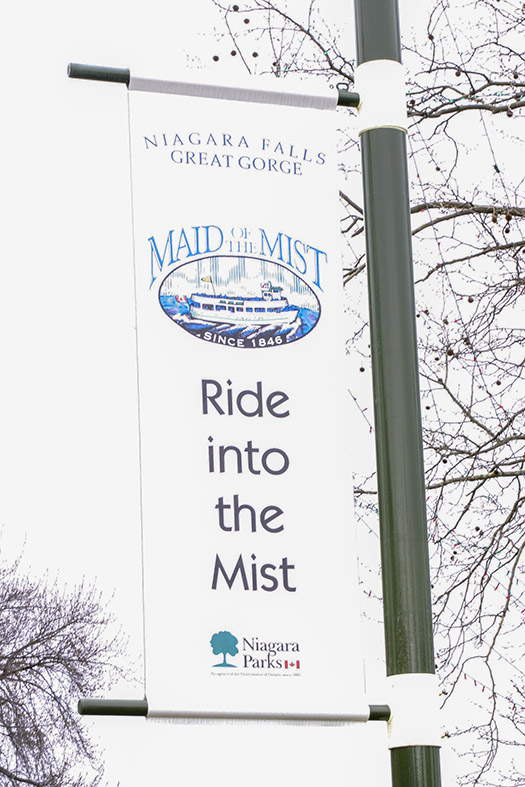 NIAGARA FALLS
GREAT GORGE
MAID OF THE MIST
SINCE 1846
Ride
into
the
Mist
Niagara
Parks